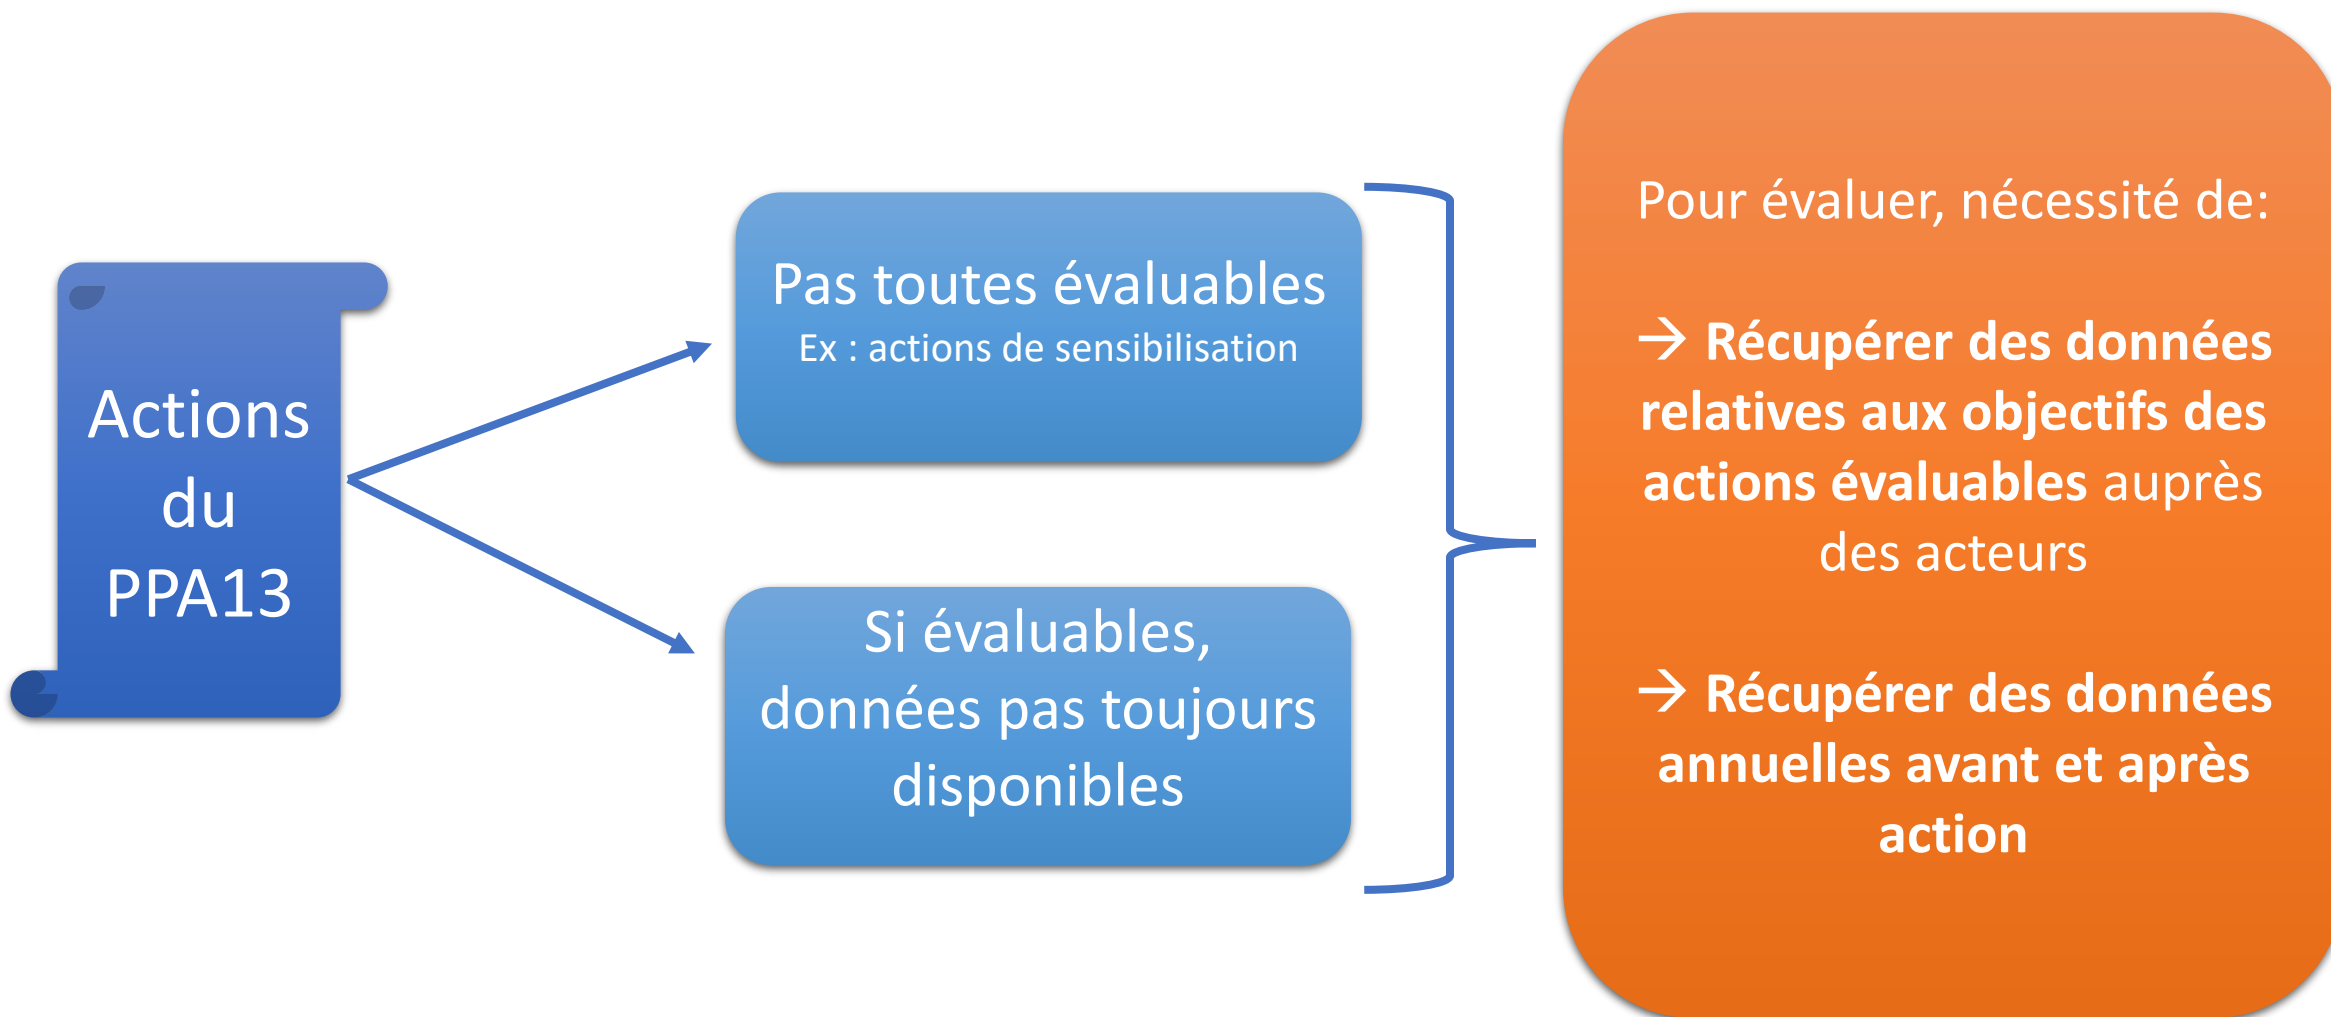 Actions
du
PPA13
Pas toutes évaluables
Ex : actions de sensibilisation
Si évaluables,
données pas toujours
disponibles
Pour évaluer, nécessité de:
→ Récupérer des données
relatives aux objectifs des
actions évaluables auprès
des acteurs
→ Récupérer des données
annuelles avant et après
action